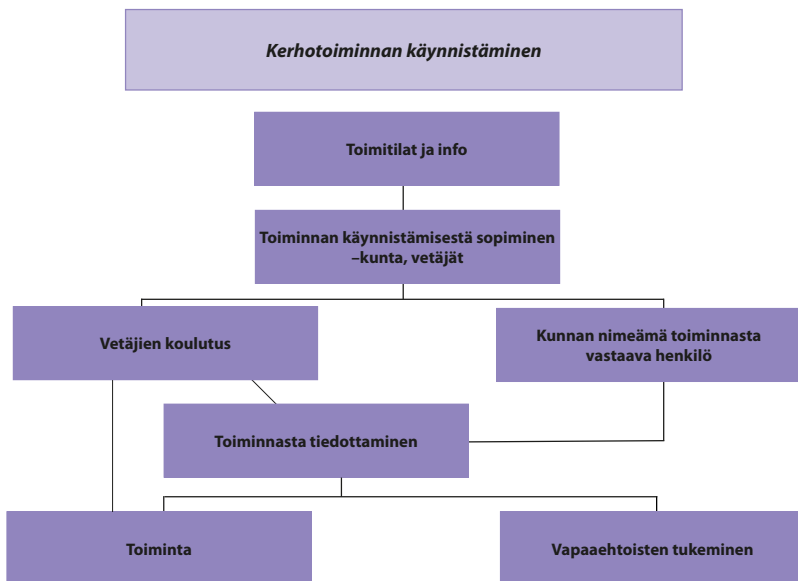 Kerhotoiminnan käynnistäminen
Toimitilat ja info
Toiminnan käynnistämisestä sopiminen
–kunta, vetäjät
Vetäjien koulutus
Kunnan nimeämä toiminnasta
vastaava henkilö
Toiminnasta tiedottaminen
Toiminta
Vapaaehtoisten tukeminen